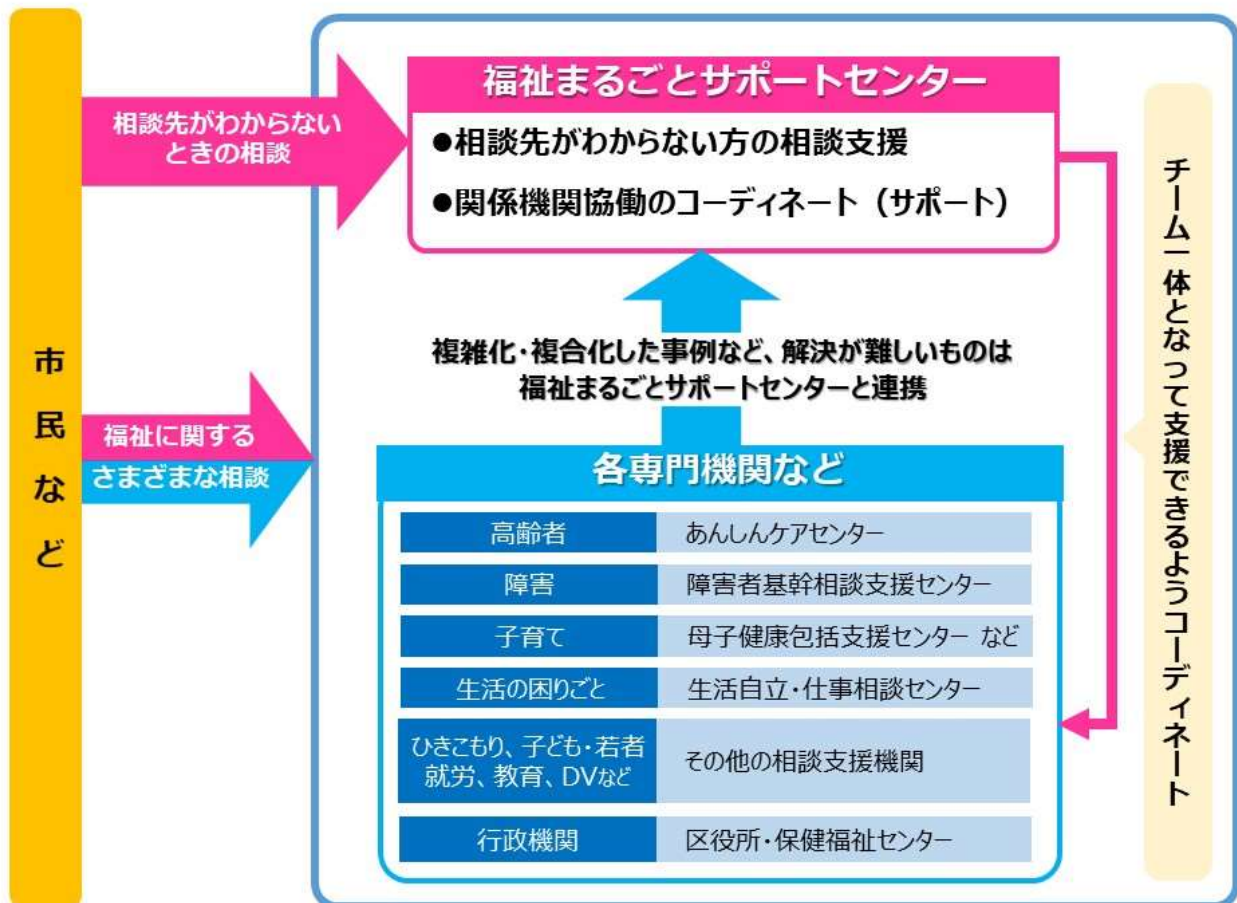 市民など
相談先がわからない
ときの相談
福祉に関する
さまざまな相談
福祉まるごとサポートセンター
●相談先がわからない方の相談支援
●関係機関協働のコーディネート（サポート）
複雑化・複合化した事例など、解決が難しいものは
福祉まるごとサポートセンターと連携
各専門機関など
高齢者 あんしんケアセンター
障害 障害者基幹相談支援センター
子育て 母子健康包括支援センター など
生活の困りごと 生活自立・仕事相談センター
ひきこもり、子ども・若者
就労、教育、DVなど
その他の相談支援機関
行政機関 区役所・保健福祉センター
チーム一体となって支援できるようコーディネート